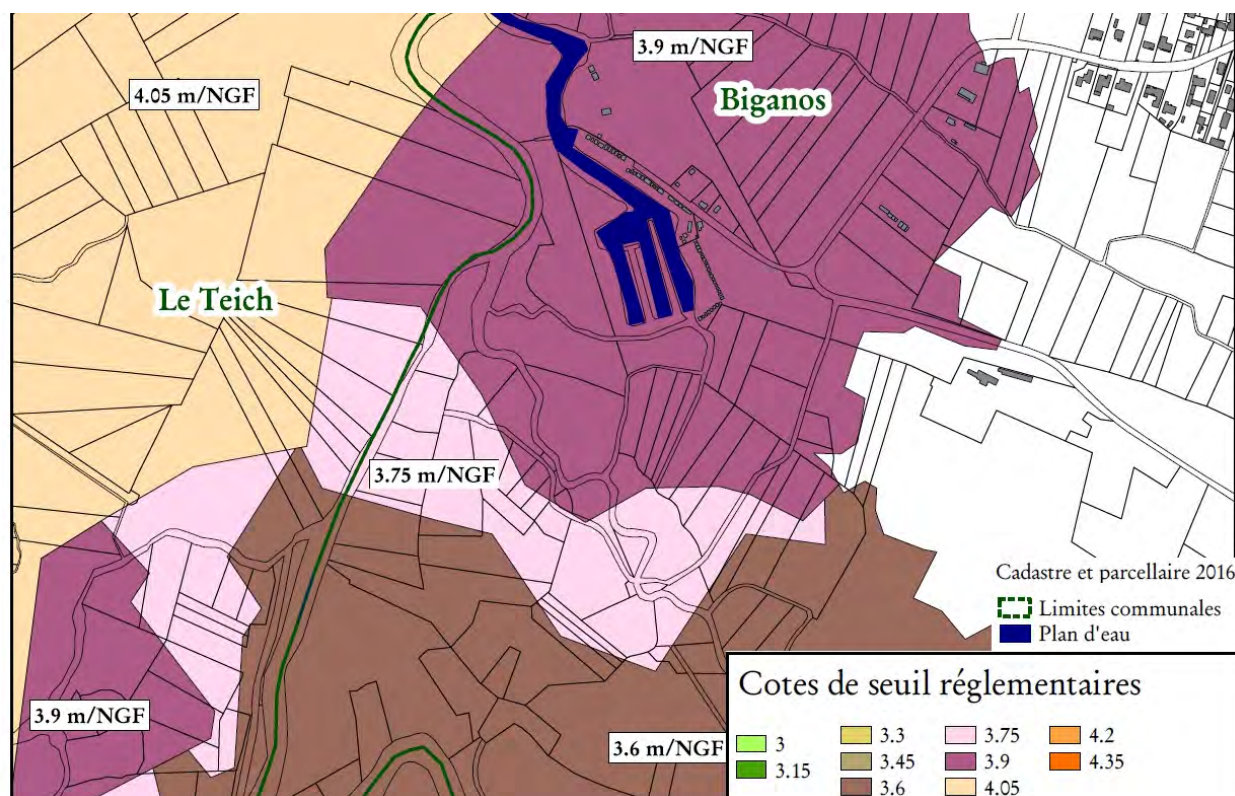 3.9 m/NGF
4.05 m/NGF
Biganos
Le Teich
3.75 m/NGF
Cadastre et parcellaire 2016
Limites communales
Plan d'eau
3.9 m/NGF
3.6 m/NGF
Cotes de seuil réglementaires
3
3.15
3.3
3.45
3.6
3.75
3.9
4.05
4.2
4.35